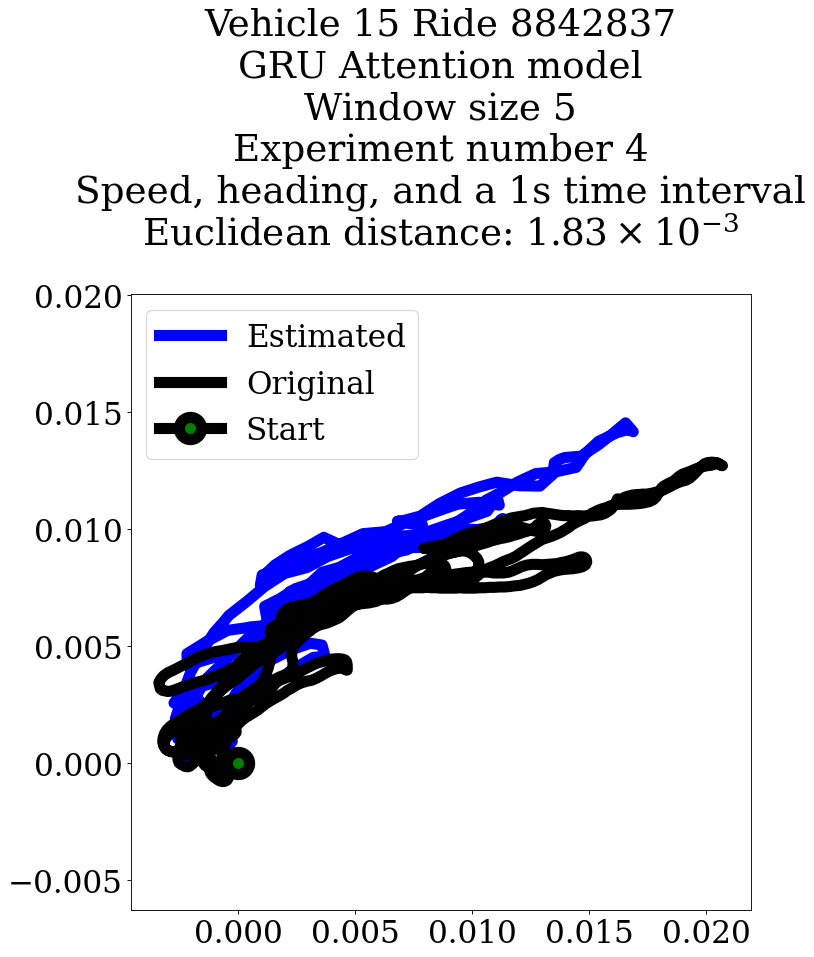 Vehicle 15 Ride 8842837
GRU Attention model
Window size 5
Experiment number 4
Speed, heading, and a 1s time interval
Euclidean distance: 1.83 × 10⁻³
0.020
0.015
0.010
0.005
0.000
−0.005
Estimated
Original
Start
0.000 0.005 0.010 0.015 0.020